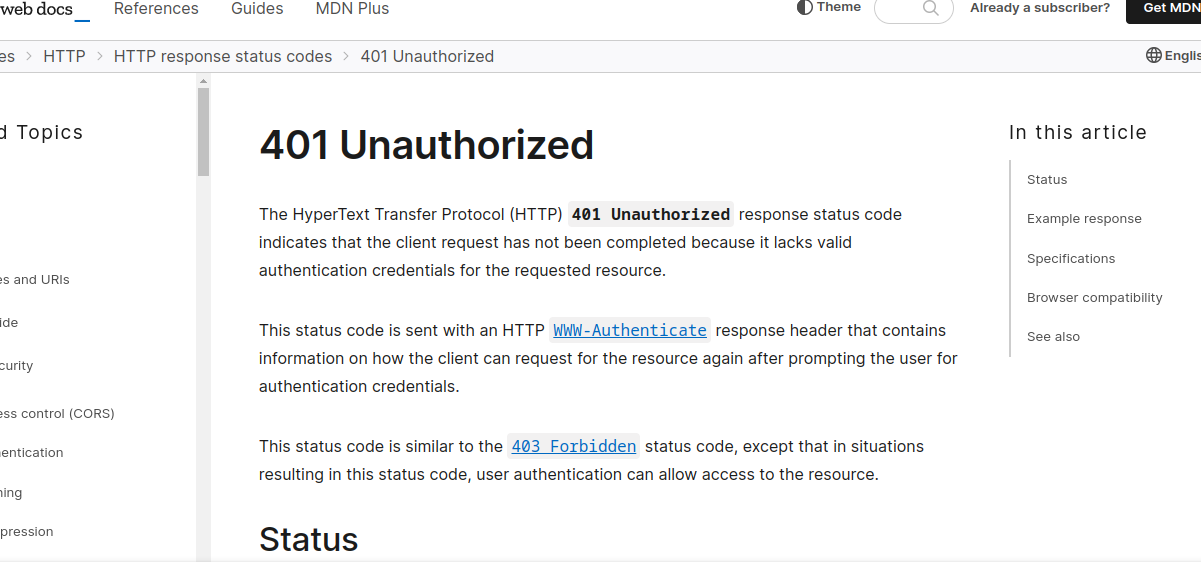 web docs References Guides MDN Plus Theme Already a subscriber? Get MDN
es > HTTP > HTTP response status codes > 401 Unauthorized Englis
d Topics
es and URIs
ide
curity
ess control (CORS)
entication
ning
pression
401 Unauthorized
The HyperText Transfer Protocol (HTTP) 401 Unauthorized response status code
indicates that the client request has not been completed because it lacks valid
authentication credentials for the requested resource.
This status code is sent with an HTTP WWW-Authenticate response header that contains
information on how the client can request for the resource again after prompting the user for
authentication credentials.
This status code is similar to the 403 Forbidden status code, except that in situations
resulting in this status code, user authentication can allow access to the resource.
Status
In this article
Status
Example response
Specifications
Browser compatibility
See also